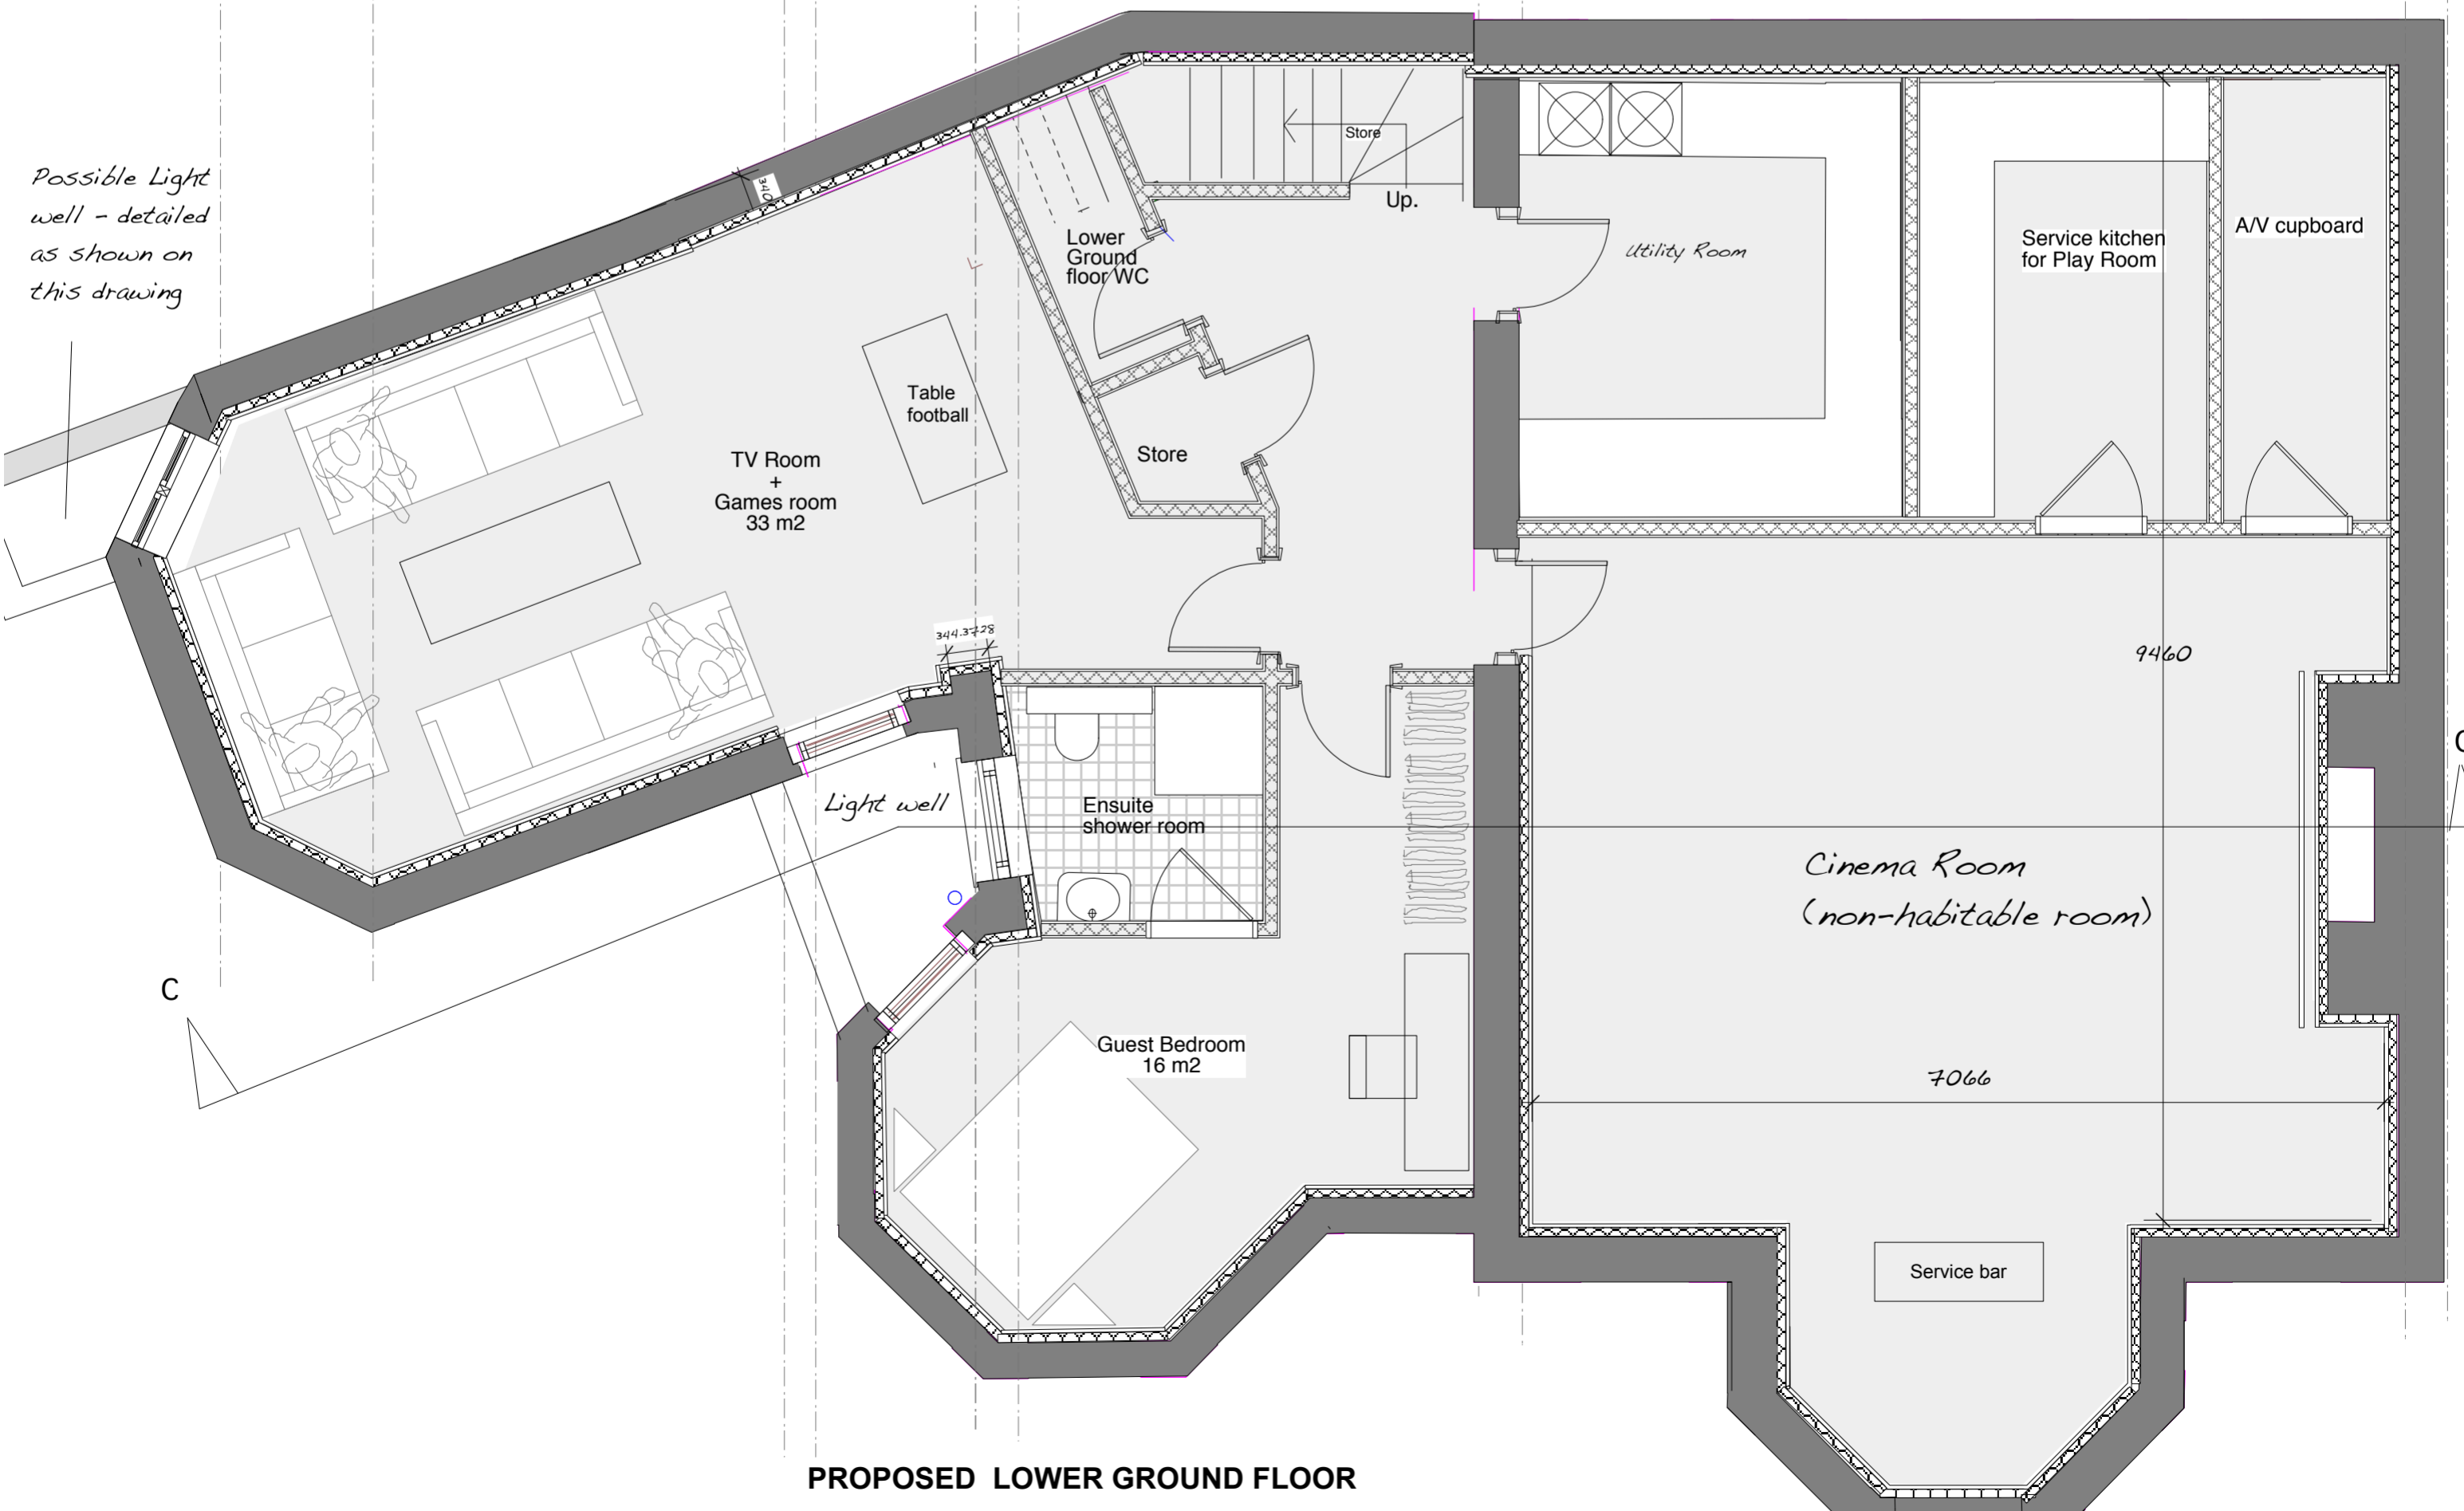 Possible Light
well - detailed
as shown on
this drawing
340
Store
Up.
Lower
Ground
floor WC
Utility Room
Service kitchen
for Play Room
A/V cupboard
Table
football
TV Room
+
Games room
33 m2
Store
344.3728
9460
Light well
Ensuite
shower room
Cinema Room
(non-habitable room)
C
Guest Bedroom
16 m2
7066
Service bar
PROPOSED LOWER GROUND FLOOR